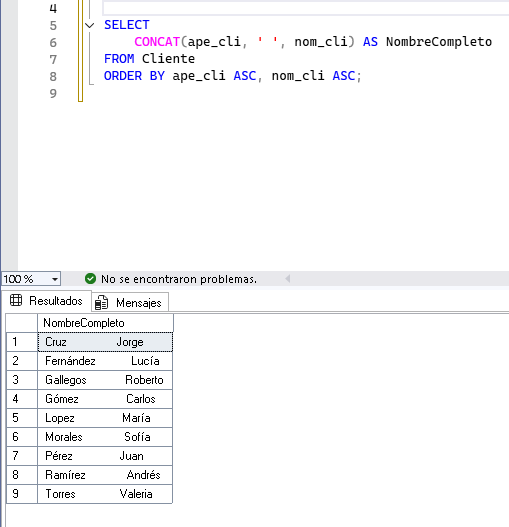 4
5 SELECT
6 CONCAT(ape_cli, ' ', nom_cli) AS NombreCompleto
7 FROM Cliente
8 ORDER BY ape_cli ASC, nom_cli ASC;
9
100 % No se encontraron problemas.
Resultados Mensajes
NombreCompleto
1 Cruz Jorge
2 Fernández Lucía
3 Gallegos Roberto
4 Gómez Carlos
5 Lopez María
6 Morales Sofía
7 Pérez Juan
8 Ramírez Andrés
9 Torres Valeria